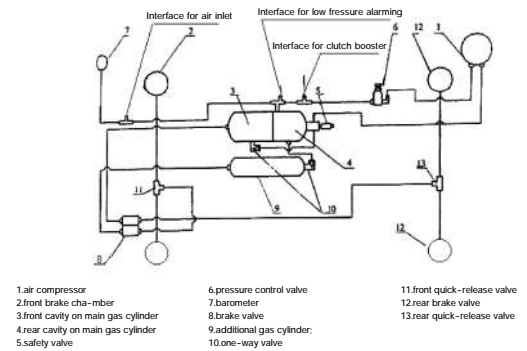 Interface for air inlet
Interface for low fressure alarming
Interface for clutch booster
7
2
6
12
1
3
5
4
11
13
9
10
8
12
1.air compressor
2.front brake cha-mber
3.front cavity on main gas cylinder
4.rear cavity on main gas cylinder
5.safety valve
6.pressure control valve
7.barometer
8.brake valve
9.additional gas cylinder;
10.one-way valve
11.front quick-release valve
12.rear brake valve
13.rear quick-release valve